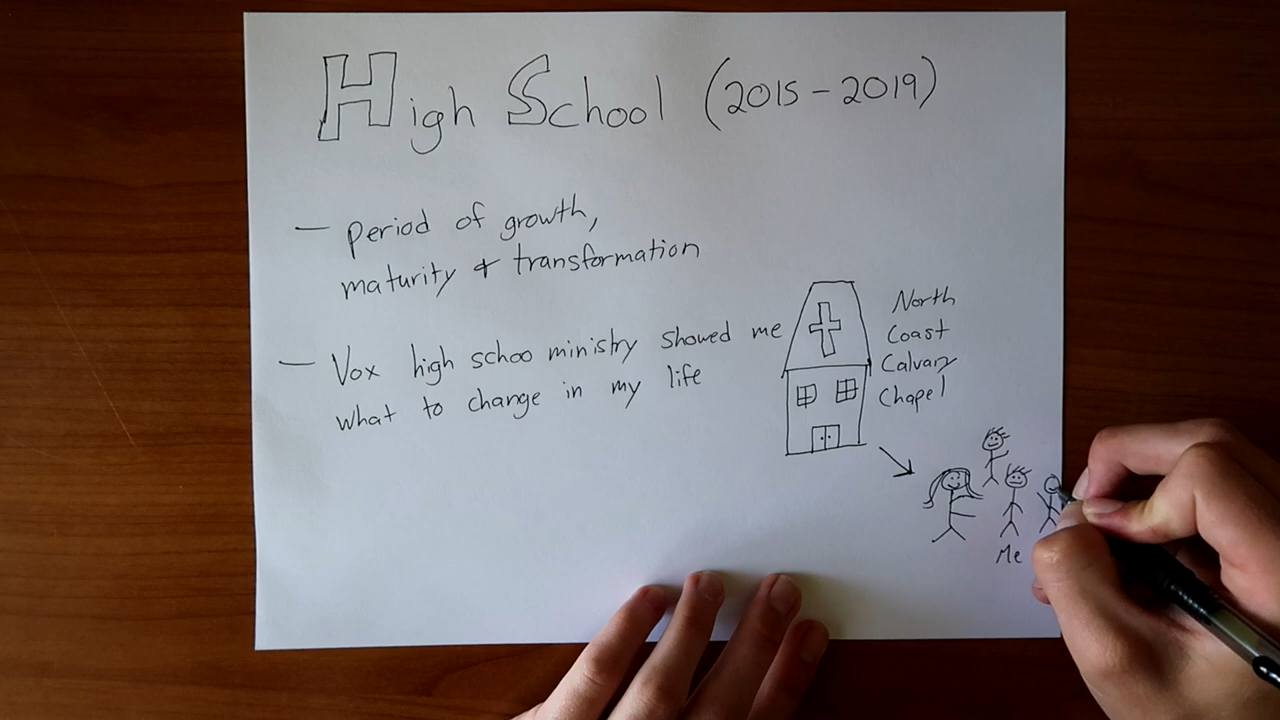 High School (2015 - 2019)
— period of growth,
maturity & transformation
— Vox high schoo ministry showed me
what to change in my life
North
Coast
Calvary
Chapel
Me